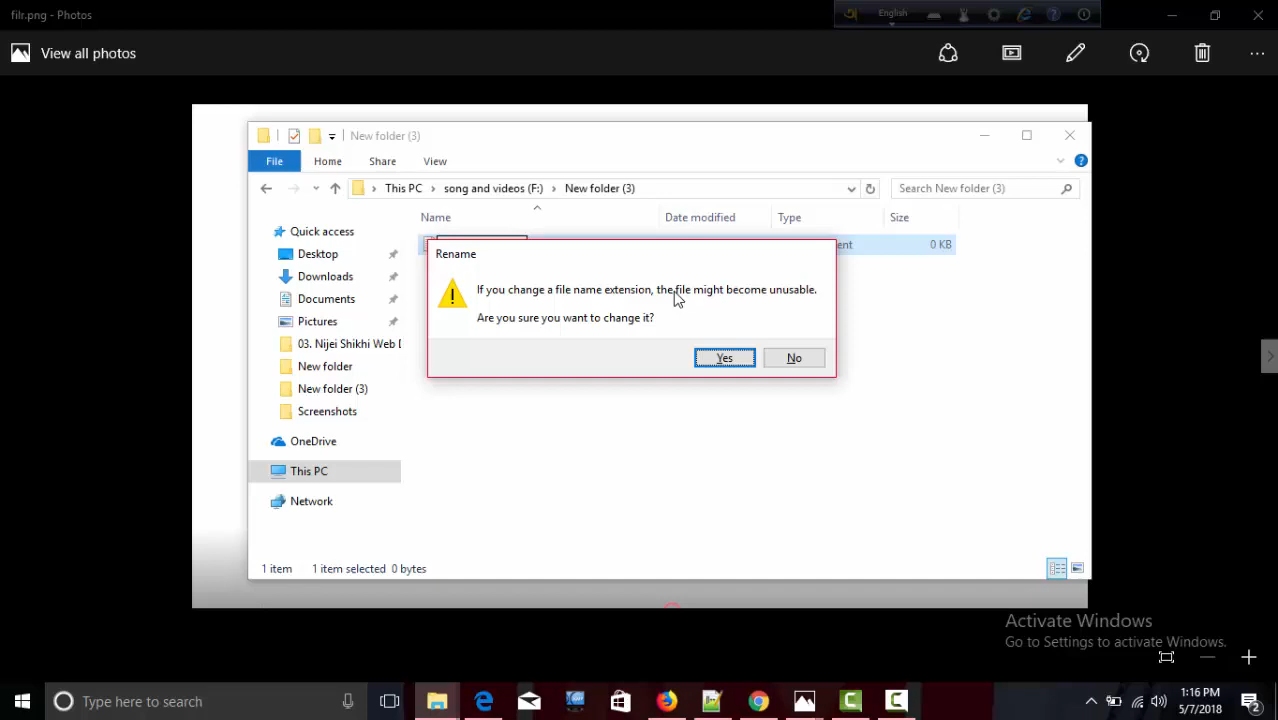 filr.png - Photos
English
View all photos
New folder (3)
File Home Share View
This PC > song and videos (F:) > New folder (3)
Search New folder (3)
Name Date modified Type Size
Quick access
ent 0 KB
Rename
Desktop
Downloads
If you change a file name extension, the file might become unusable.
Documents
Are you sure you want to change it?
Pictures
03. Nijei Shikhi Web D
Yes No
New folder
New folder (3)
Screenshots
OneDrive
This PC
Network
1 item 1 item selected 0 bytes
Activate Windows
Go to Settings to activate Windows.
Type here to search
1:16 PM
5/7/2018
2